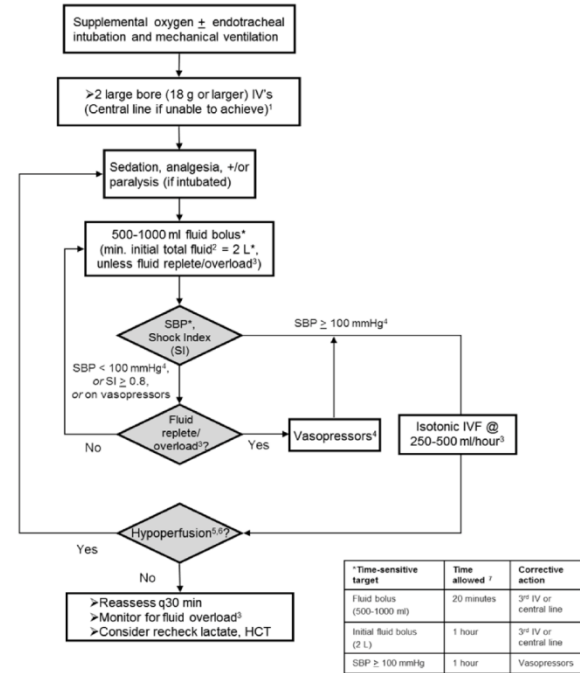 Supplemental oxygen + endotracheal
intubation and mechanical ventilation
➢2 large bore (18 g or larger) IV's
(Central line if unable to achieve)¹
Sedation, analgesia, +/or
paralysis (if intubated)
500-1000 ml fluid bolus*
(min. initial total fluid² = 2 L*,
unless fluid replete/overload³)
SBP*,
Shock Index
(SI)
SBP ≥ 100 mmHg⁴
SBP < 100 mmHg⁴,
or SI ≥ 0.8,
or on vasopressors
Fluid
replete/
overload³?
No
Yes
Vasopressors⁴
Isotonic IVF @
250-500 ml/hour³
Hypoperfusion⁵,⁶?
Yes
No
➢Reassess q30 min
➢Monitor for fluid overload³
➢Consider recheck lactate, HCT
*Time-sensitive target | Time allowed ⁷ | Corrective action
Fluid bolus (500-1000 ml) | 20 minutes | 3rd IV or central line
Initial fluid bolus (2 L) | 1 hour | 3rd IV or central line
SBP ≥ 100 mmHg | 1 hour | Vasopressors